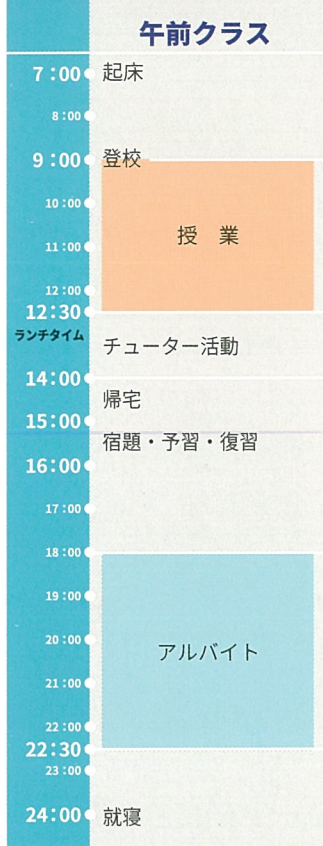 午前クラス
7:00 起床
8:00
9:00 登校
10:00
授 業
11:00
12:00
12:30
ランチタイム
チューター活動
14:00
帰宅
15:00
宿題・予習・復習
16:00
17:00
18:00
19:00
20:00
アルバイト
21:00
22:00
22:30
23:00
24:00 就寝